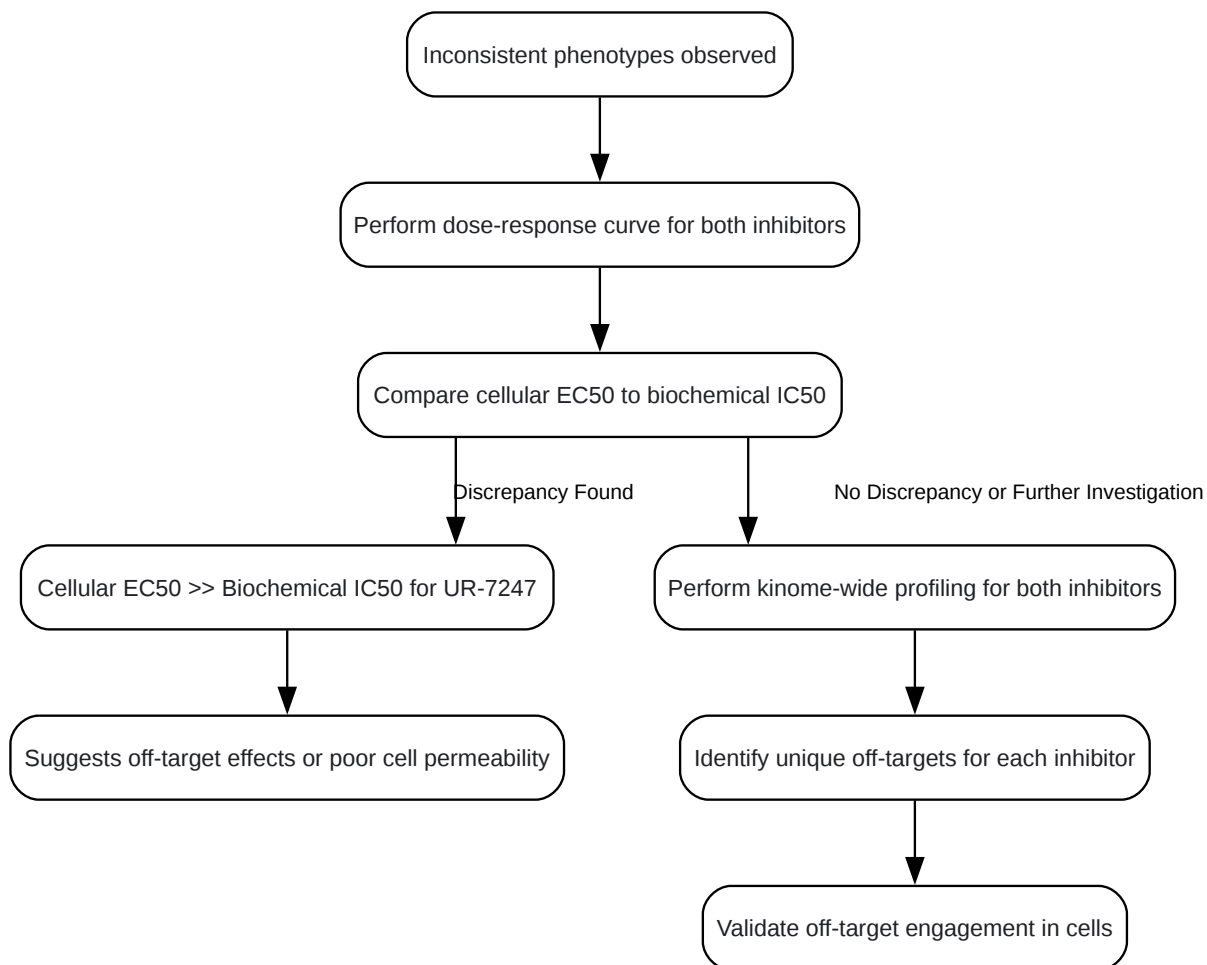 Inconsistent phenotypes observed
Perform dose-response curve for both inhibitors
Compare cellular EC50 to biochemical IC50
Discrepancy Found
No Discrepancy or Further Investigation
Cellular EC50 >> Biochemical IC50 for UR-7247
Perform kinome-wide profiling for both inhibitors
Suggests off-target effects or poor cell permeability
Identify unique off-targets for each inhibitor
Validate off-target engagement in cells